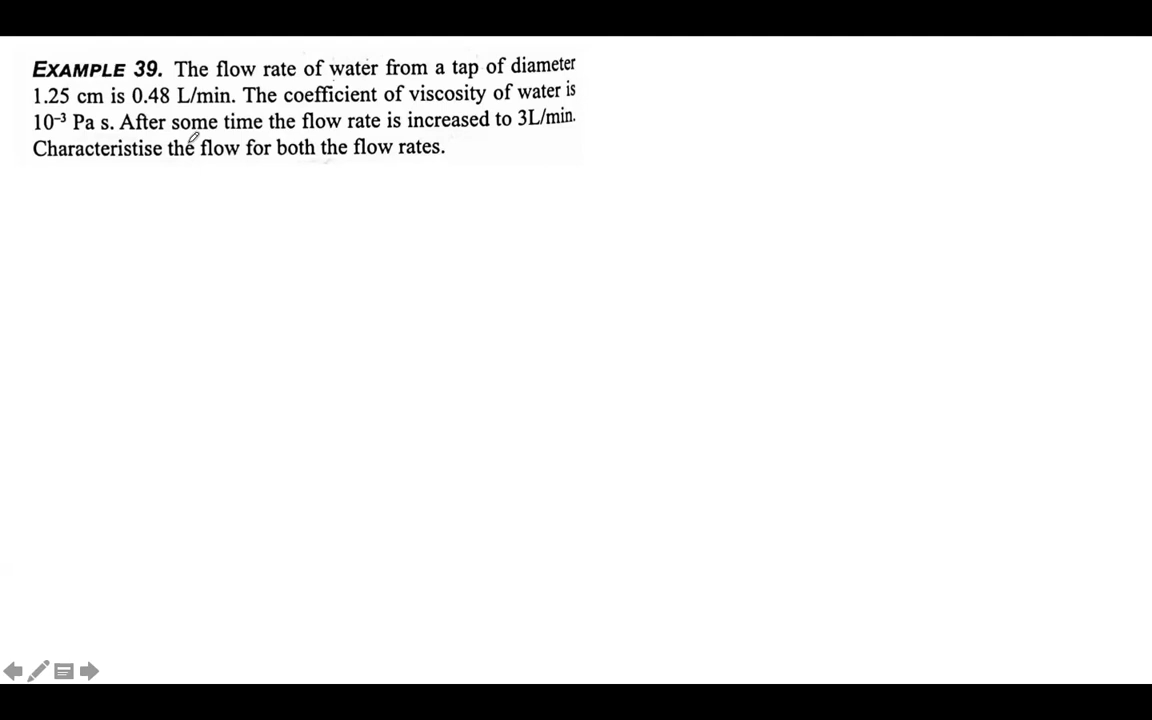 EXAMPLE 39. The flow rate of water from a tap of diameter
1.25 cm is 0.48 L/min. The coefficient of viscosity of water is
10⁻³ Pa s. After some time the flow rate is increased to 3L/min.
Characteristise the flow for both the flow rates.